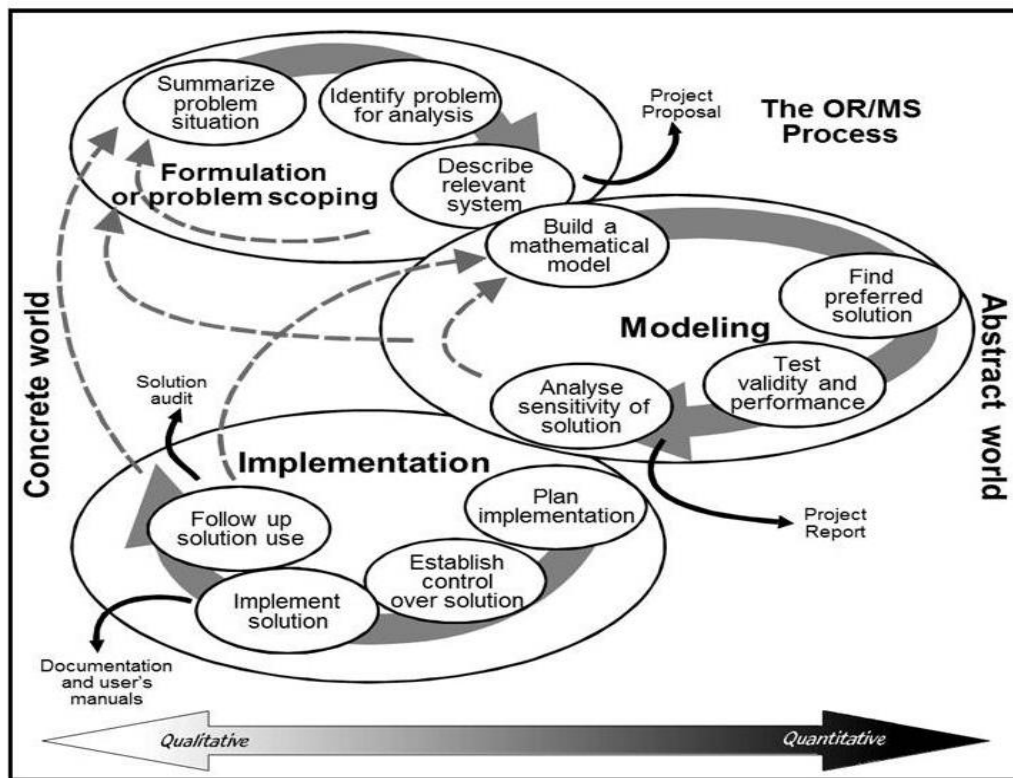 The OR/MS
Process
Project
Proposal
Summarize
problem
situation
Identify problem
for analysis
Describe
relevant
system
Formulation
or problem scoping
Build a
mathematical
model
Find
preferred
solution
Modeling
Test
validity and
performance
Analyse
sensitivity of
solution
Project
Report
Concrete world
Abstract world
Solution
audit
Implementation
Plan
implementation
Establish
control
over solution
Implement
solution
Follow up
solution use
Documentation
and user's
manuals
Qualitative
Quantitative